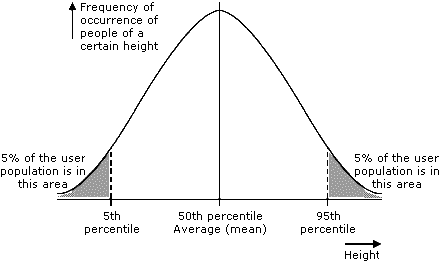 Frequency of
occurrence of
people of a
certain height
5% of the user
population is in
this area
5% of the user
population is in
this area
5th
percentile
50th percentile
Average (mean)
95th
percentile
Height